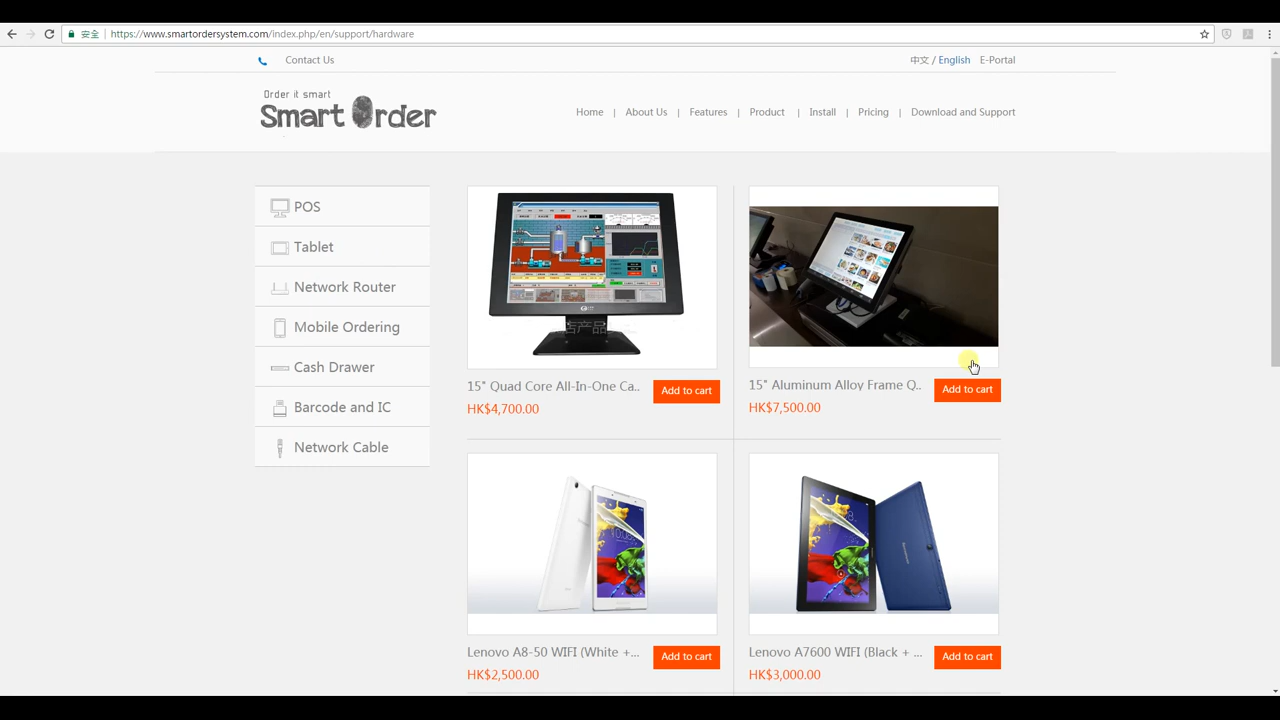 安全 https://www.smartordersystem.com/index.php/en/support/hardware
Contact Us
中文 / English E-Portal
Order it smart
Smart Order
Home | About Us | Features | Product | Install | Pricing | Download and Support
POS
Tablet
Network Router
Mobile Ordering
Cash Drawer
Barcode and IC
Network Cable
15" Quad Core All-In-One Ca..
Add to cart
HK$4,700.00
15" Aluminum Alloy Frame Q..
Add to cart
HK$7,500.00
Lenovo A8-50 WIFI (White +...
Add to cart
HK$2,500.00
Lenovo A7600 WIFI (Black + ...
Add to cart
HK$3,000.00